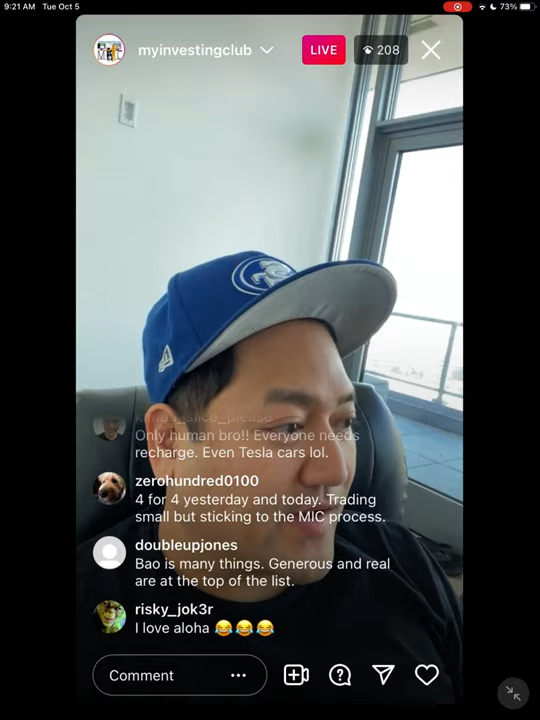 9:21 AM Tue Oct 5
73%
myinvestingclub
LIVE
208
Only human bro!! Everyone needs
recharge. Even Tesla cars lol.
zerohundred0100
4 for 4 yesterday and today. Trading
small but sticking to the MIC process.
doubleupjones
Bao is many things. Generous and real
are at the top of the list.
risky_jok3r
I love aloha 😂😂😂
Comment